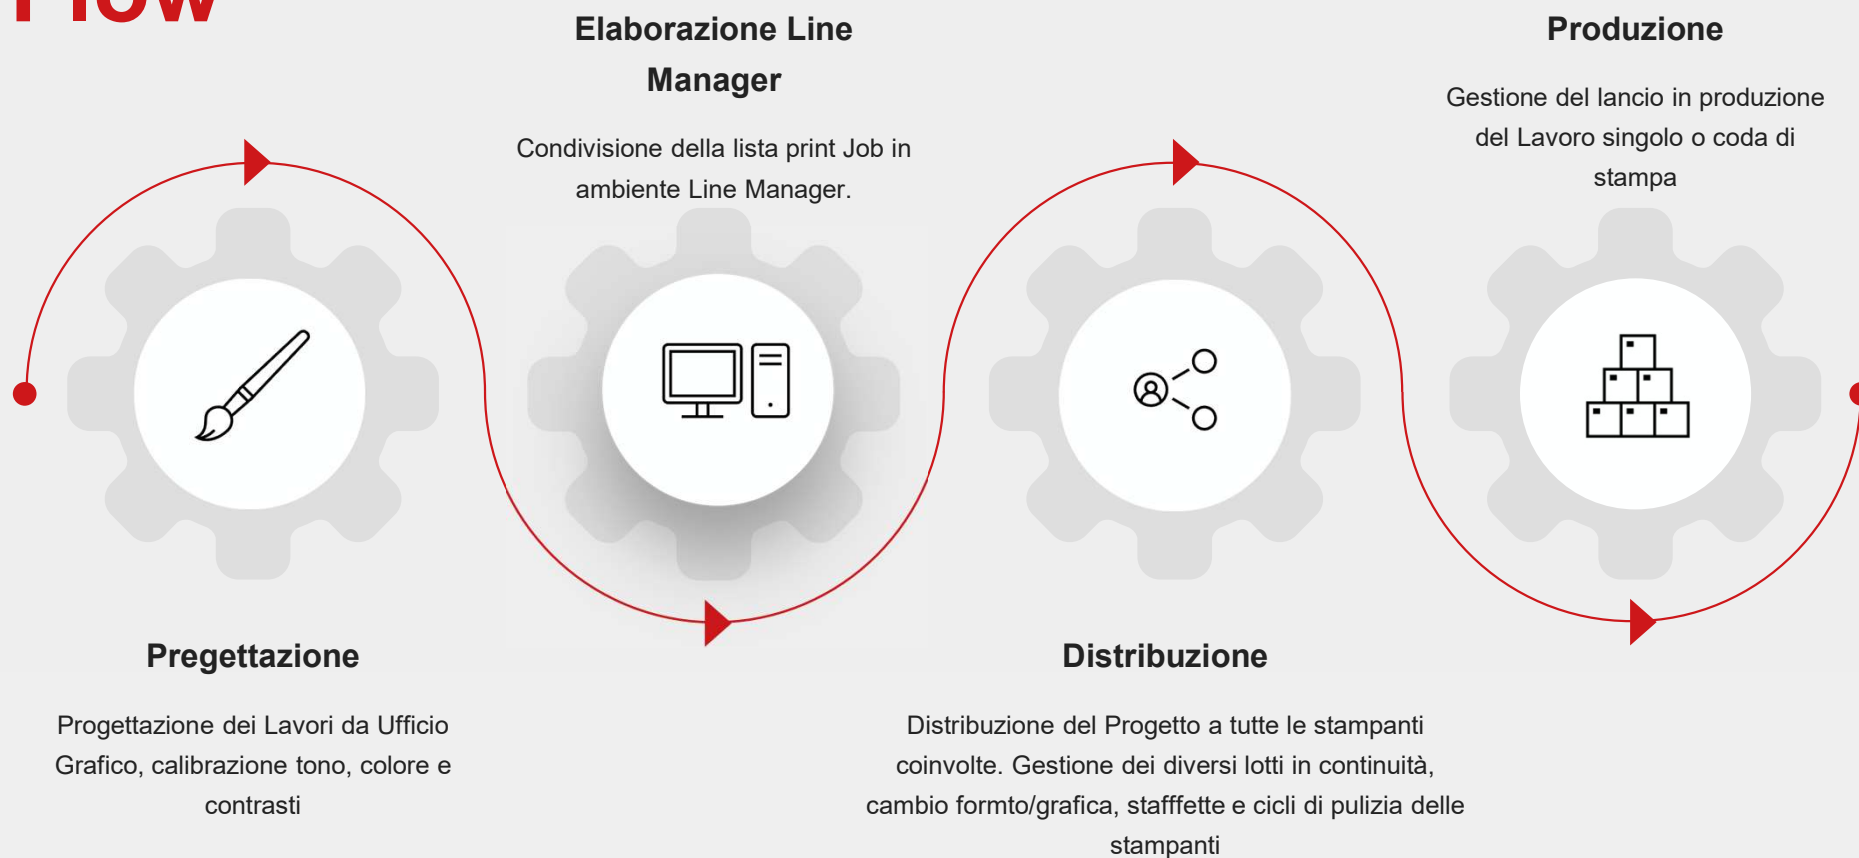 Flow
Elaborazione Line
Manager
Condivisione della lista print Job in
ambiente Line Manager.
Produzione
Gestione del lancio in produzione
del Lavoro singolo o coda di
stampa
Pregettazione
Progettazione dei Lavori da Ufficio
Grafico, calibrazione tono, colore e
contrasti
Distribuzione
Distribuzione del Progetto a tutte le stampanti
coinvolte. Gestione dei diversi lotti in continuità,
cambio formto/grafica, stafffette e cicli di pulizia delle
stampanti